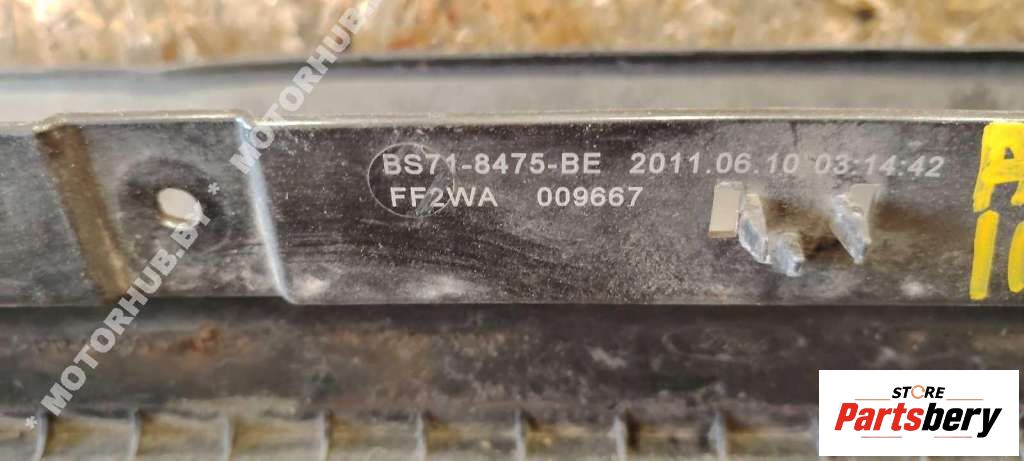 * MOTORHUB.BY *
* MOTORHUB.BY *
BS71-8475-BE 2011.06.10 03:14:42
FF2WA 009667
STORE
Partsbery